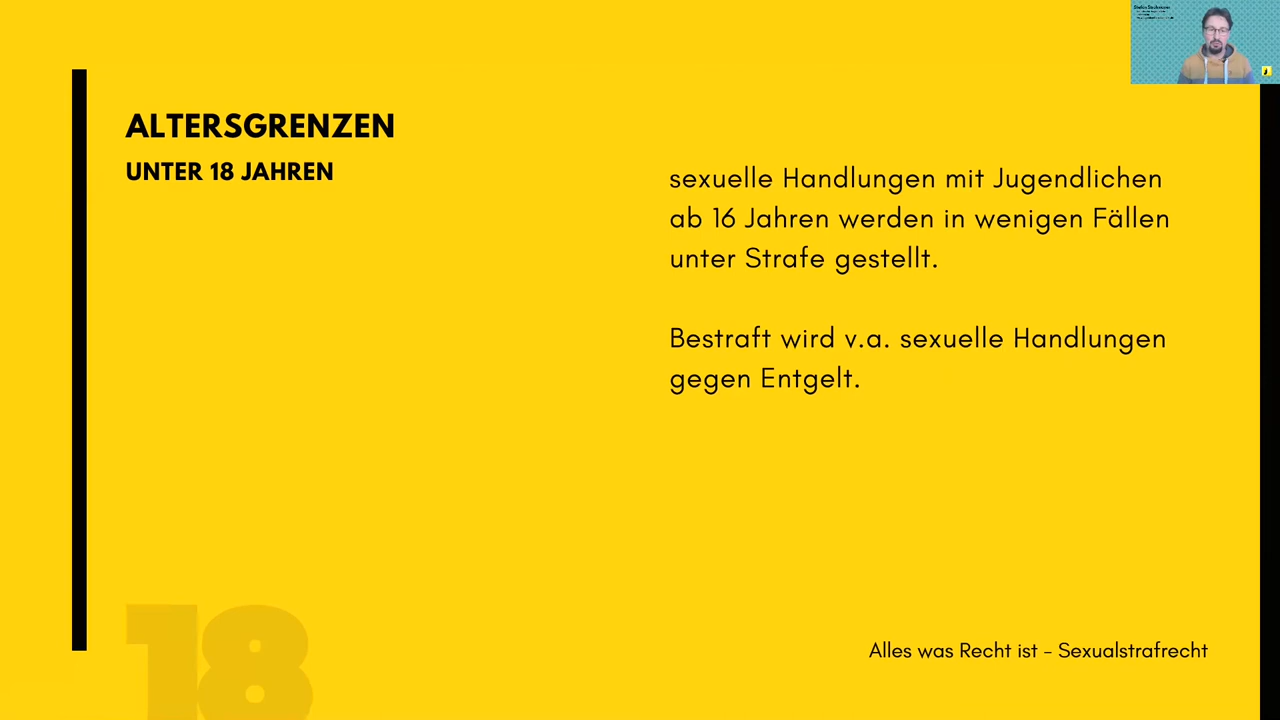 ALTERSGRENZEN
UNTER 18 JAHREN
sexuelle Handlungen mit Jugendlichen
ab 16 Jahren werden in wenigen Fällen
unter Strafe gestellt.
Bestraft wird v.a. sexuelle Handlungen
gegen Entgelt.
18
Alles was Recht ist - Sexualstrafrecht